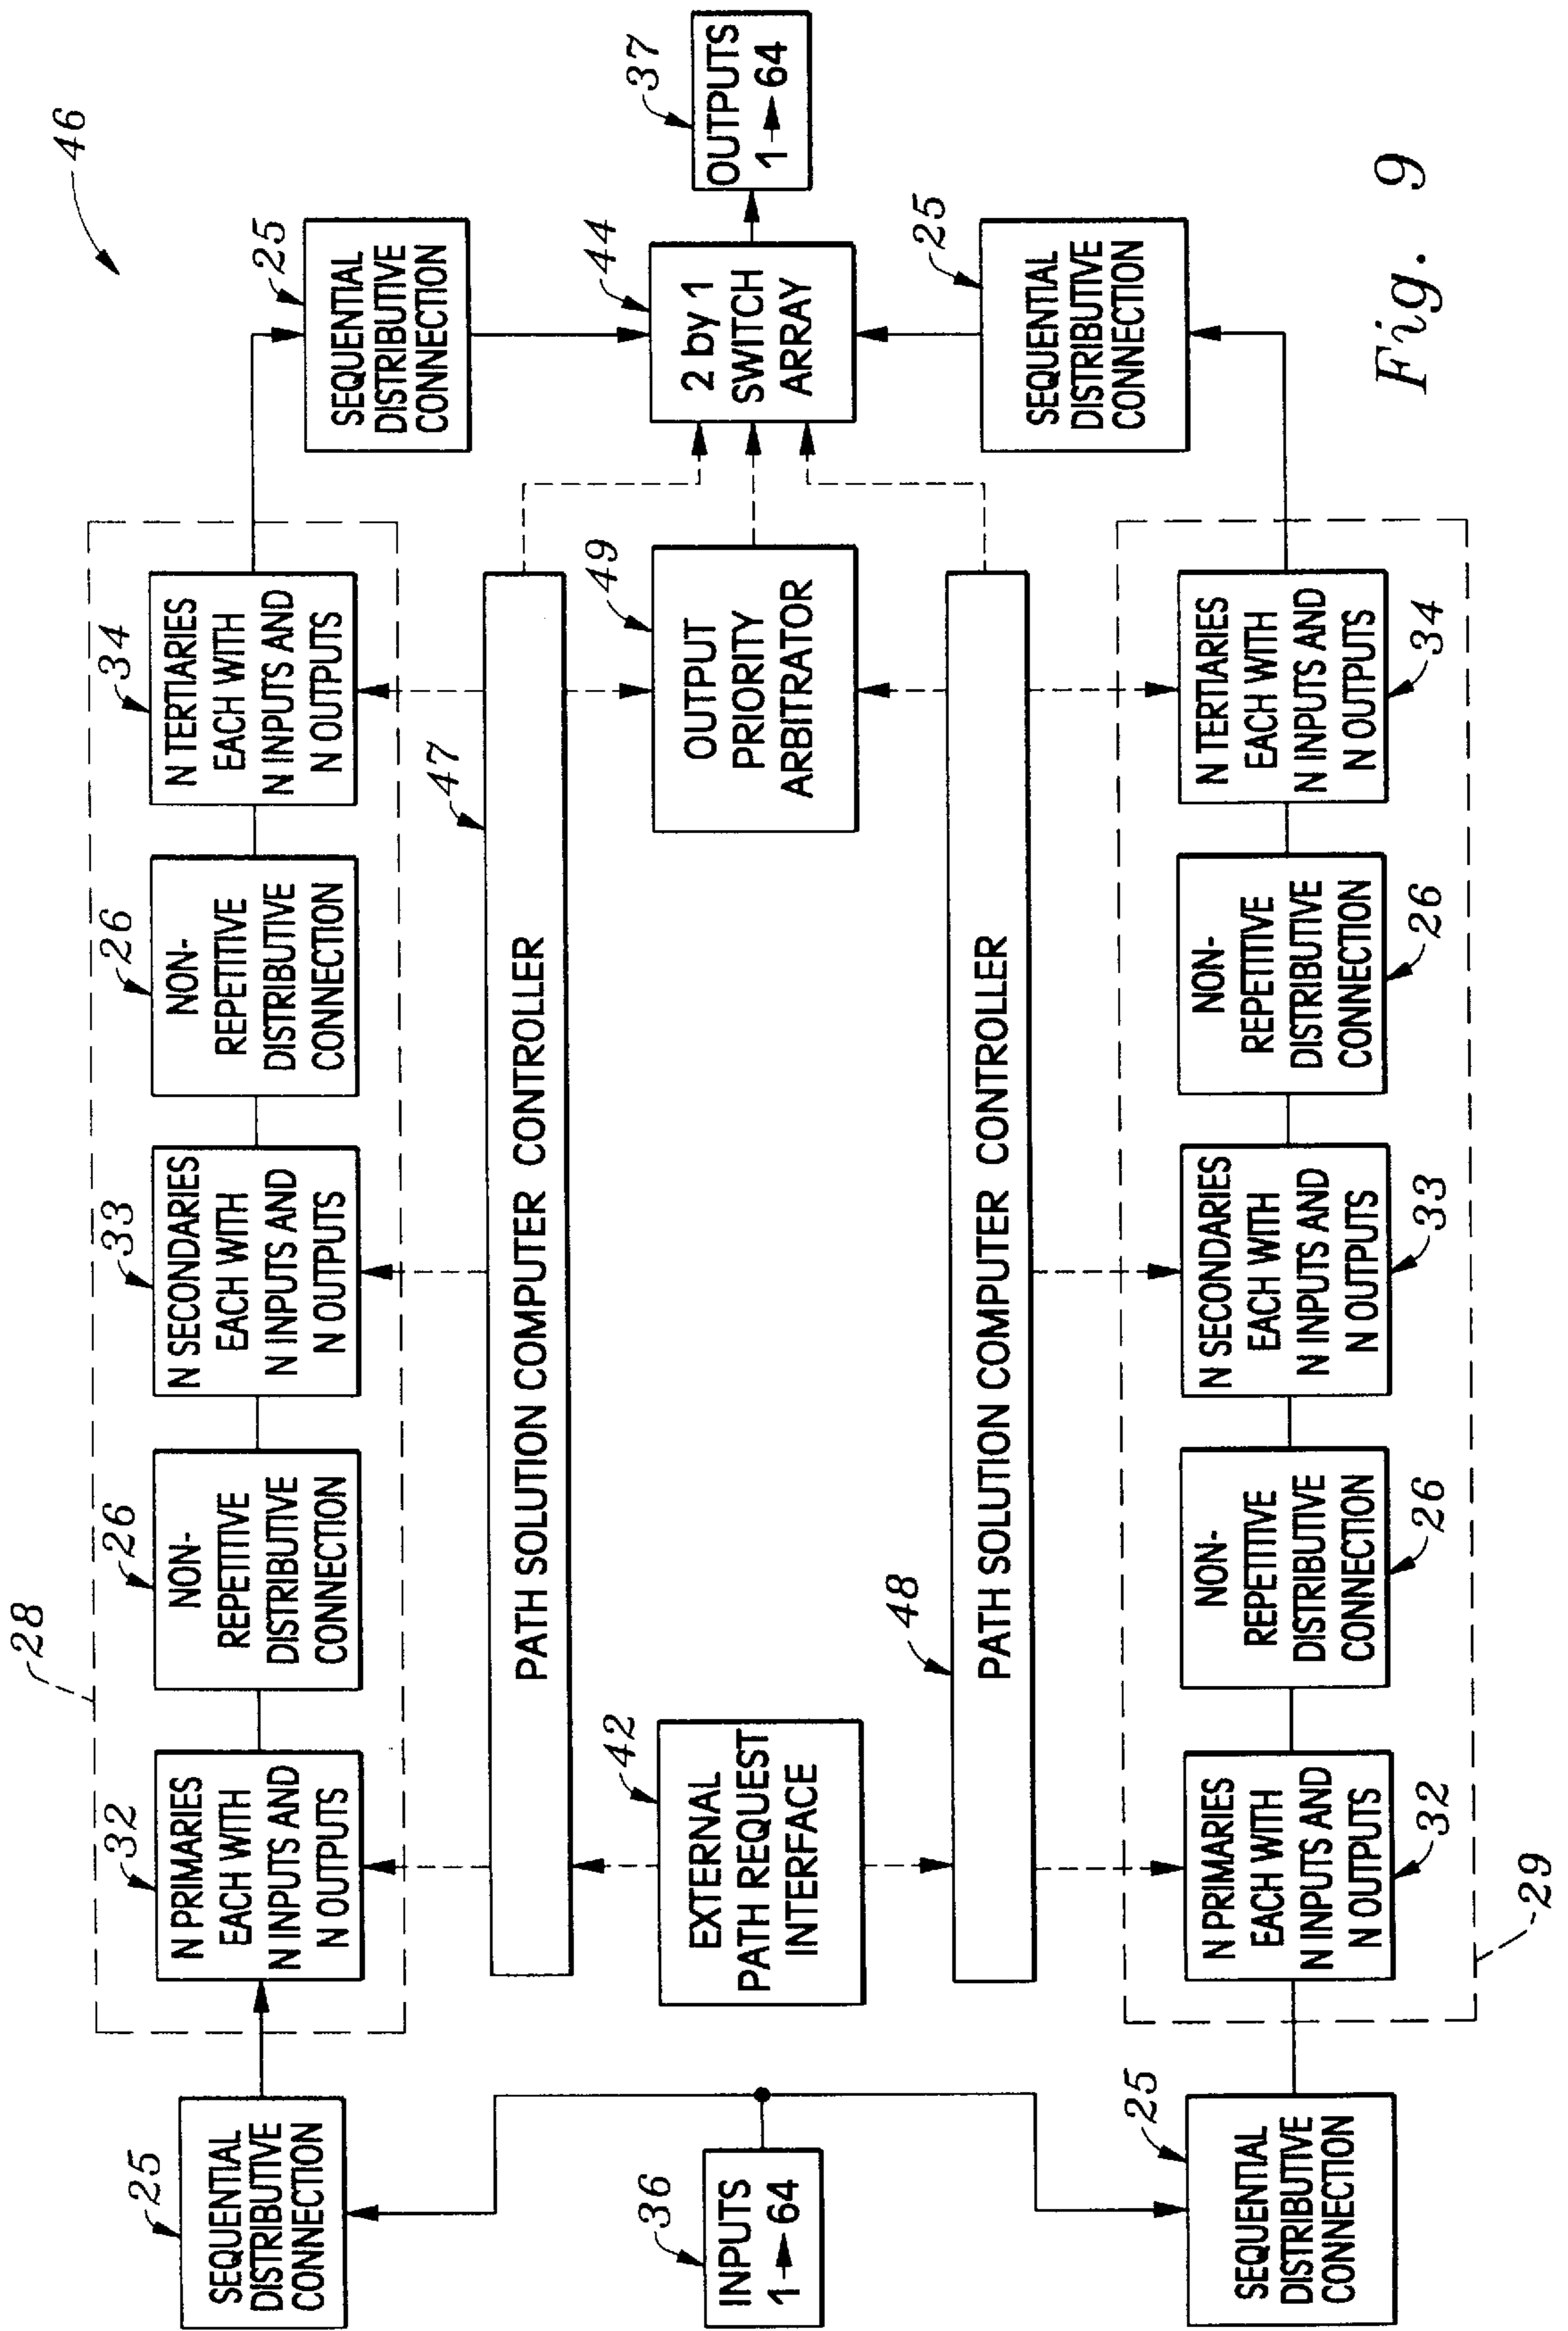 46
25
SEQUENTIAL
DISTRIBUTIVE
CONNECTION
28
32
N PRIMARIES
EACH WITH
N INPUTS AND
N OUTPUTS
26
NON-
REPETITIVE
DISTRIBUTIVE
CONNECTION
33
N SECONDARIES
EACH WITH
N INPUTS AND
N OUTPUTS
26
NON-
REPETITIVE
DISTRIBUTIVE
CONNECTION
34
N TERTIARIES
EACH WITH
N INPUTS AND
N OUTPUTS
25
SEQUENTIAL
DISTRIBUTIVE
CONNECTION
47
PATH SOLUTION COMPUTER CONTROLLER
36
INPUTS
1→64
42
EXTERNAL
PATH REQUEST
INTERFACE
49
OUTPUT
PRIORITY
ARBITRATOR
44
2 by 1
SWITCH
ARRAY
37
OUTPUTS
1→64
48
PATH SOLUTION COMPUTER CONTROLLER
25
SEQUENTIAL
DISTRIBUTIVE
CONNECTION
N PRIMARIES
EACH WITH
N INPUTS AND
N OUTPUTS
32
NON-
REPETITIVE
DISTRIBUTIVE
CONNECTION
26
N SECONDARIES
EACH WITH
N INPUTS AND
N OUTPUTS
33
NON-
REPETITIVE
DISTRIBUTIVE
CONNECTION
26
N TERTIARIES
EACH WITH
N INPUTS AND
N OUTPUTS
34
25
SEQUENTIAL
DISTRIBUTIVE
CONNECTION
29
Fig. 9